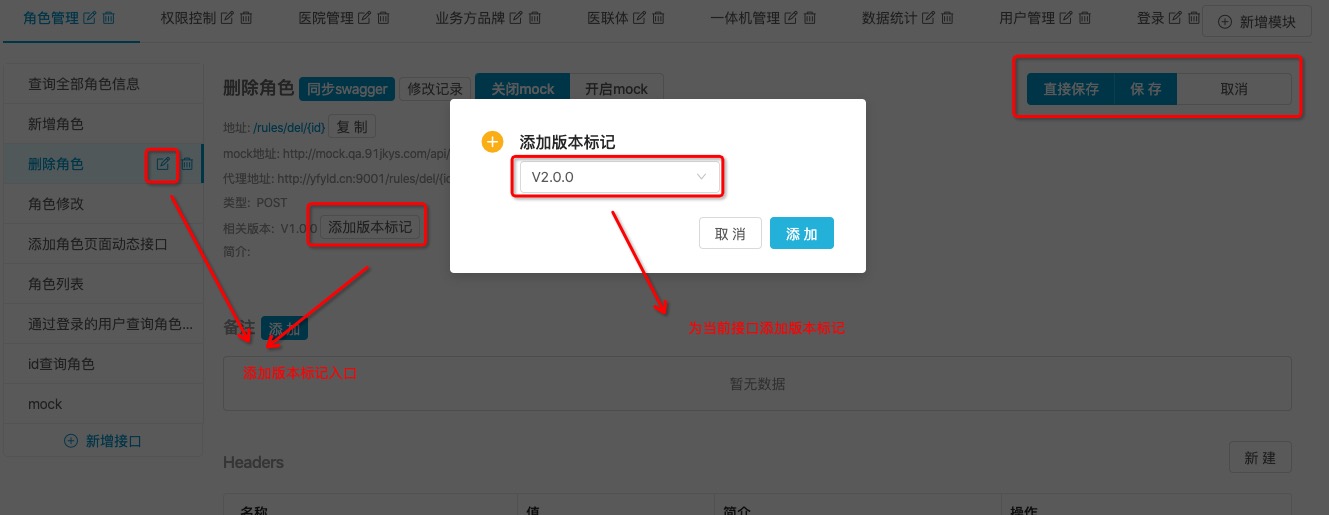 角色管理 权限控制 医院管理 业务方品牌 医联体 一体机管理 数据统计 用户管理 登录 新增模块
查询全部角色信息
新增角色
删除角色
角色修改
添加角色页面动态接口
角色列表
通过登录的用户查询角色...
id查询角色
mock
新增接口
删除角色 同步swagger 修改记录 关闭mock 开启mock
直接保存 保 存 取消
地址: /rules/del/{id} 复 制
mock地址: http://mock.qa.91jkys.com/api/
代理地址: http://yfyld.cn:9001/rules/del/{id
类型: POST
相关版本: V1.0.0 添加版本标记
简介:
添加版本标记
V2.0.0
取 消 添 加
备注 添 加
为当前接口添加版本标记
添加版本标记入口
暂无数据
Headers 新 建
名称 值 简介 操作